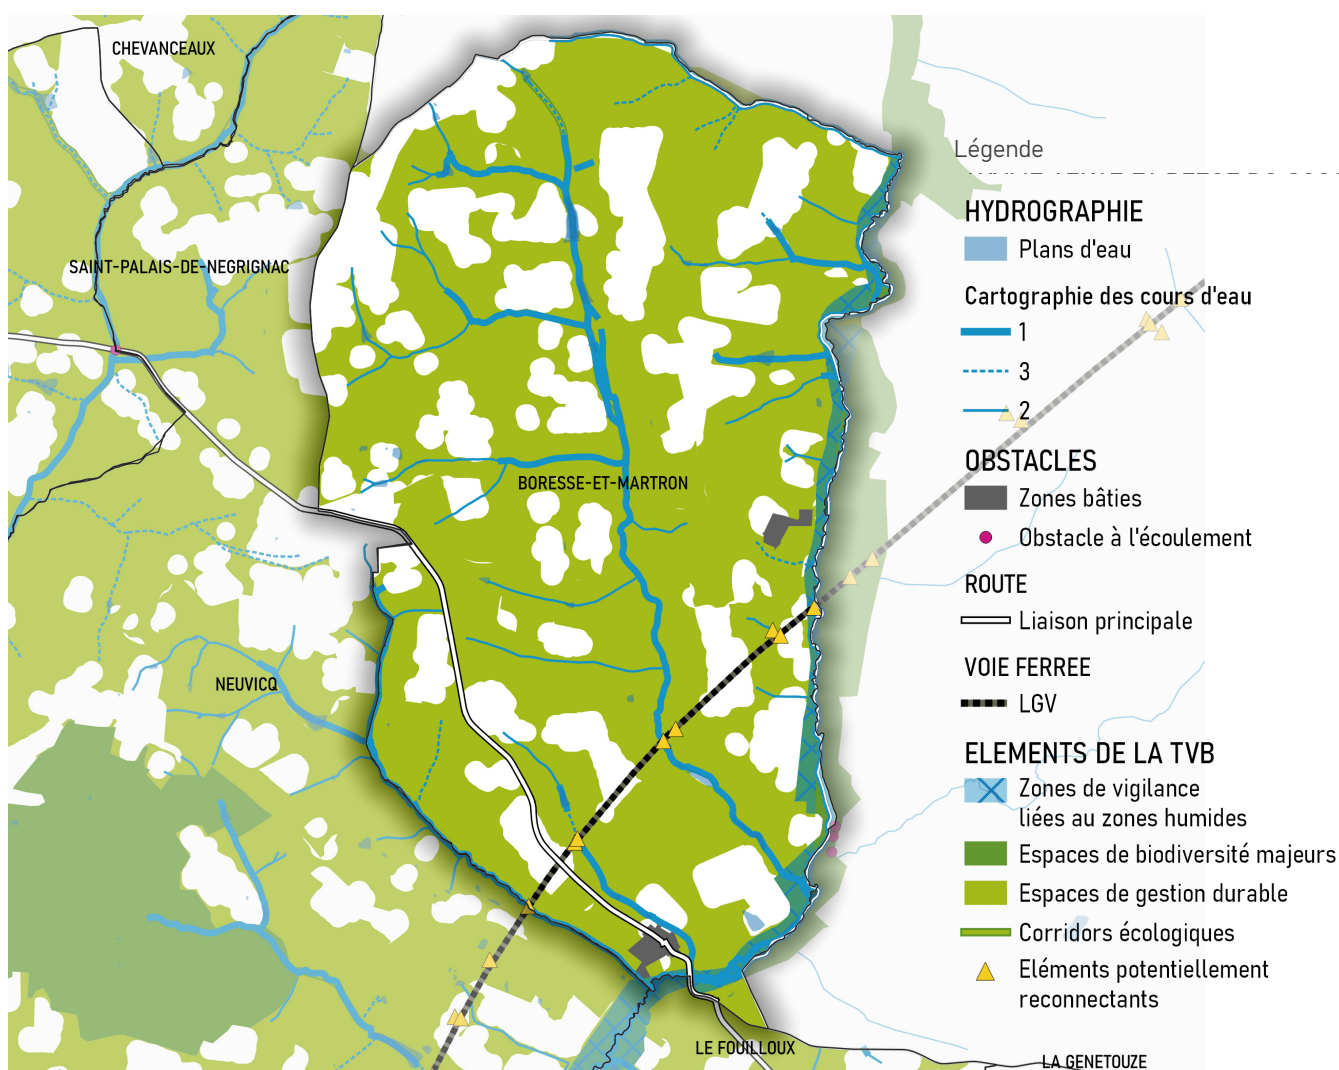 CHEVANCEAUX
SAINT-PALAIS-DE-NEGRIGNAC
BORESSE-ET-MARTRON
NEUVICQ
LE FOUILLOUX
LA GENETOUZE
Légende
HYDROGRAPHIE
Plans d'eau
Cartographie des cours d'eau
1
3
2
OBSTACLES
Zones bâties
Obstacle à l'écoulement
ROUTE
Liaison principale
VOIE FERREE
LGV
ELEMENTS DE LA TVB
Zones de vigilance
liées au zones humides
Espaces de biodiversité majeurs
Espaces de gestion durable
Corridors écologiques
Eléments potentiellement
reconnectants